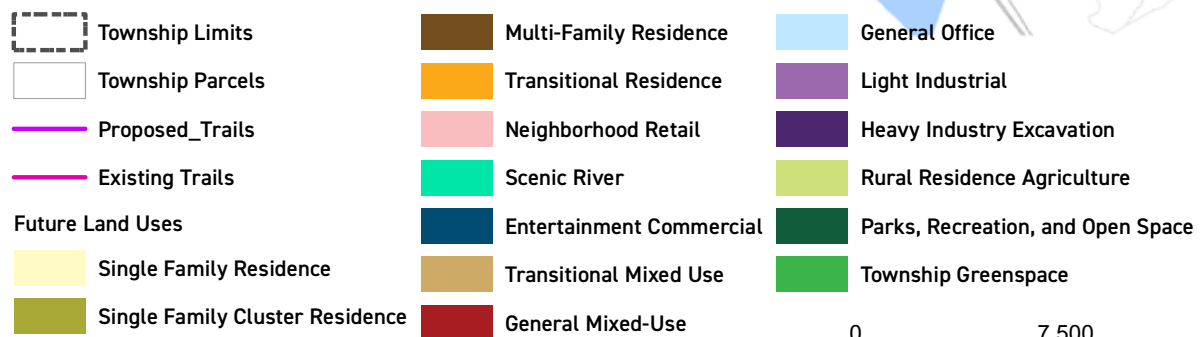 Township Limits
Township Parcels
Proposed_Trails
Existing Trails
Future Land Uses
Single Family Residence
Single Family Cluster Residence
Multi-Family Residence
Transitional Residence
Neighborhood Retail
Scenic River
Entertainment Commercial
Transitional Mixed Use
General Mixed-Use
General Office
Light Industrial
Heavy Industry Excavation
Rural Residence Agriculture
Parks, Recreation, and Open Space
Township Greenspace
0 7,500